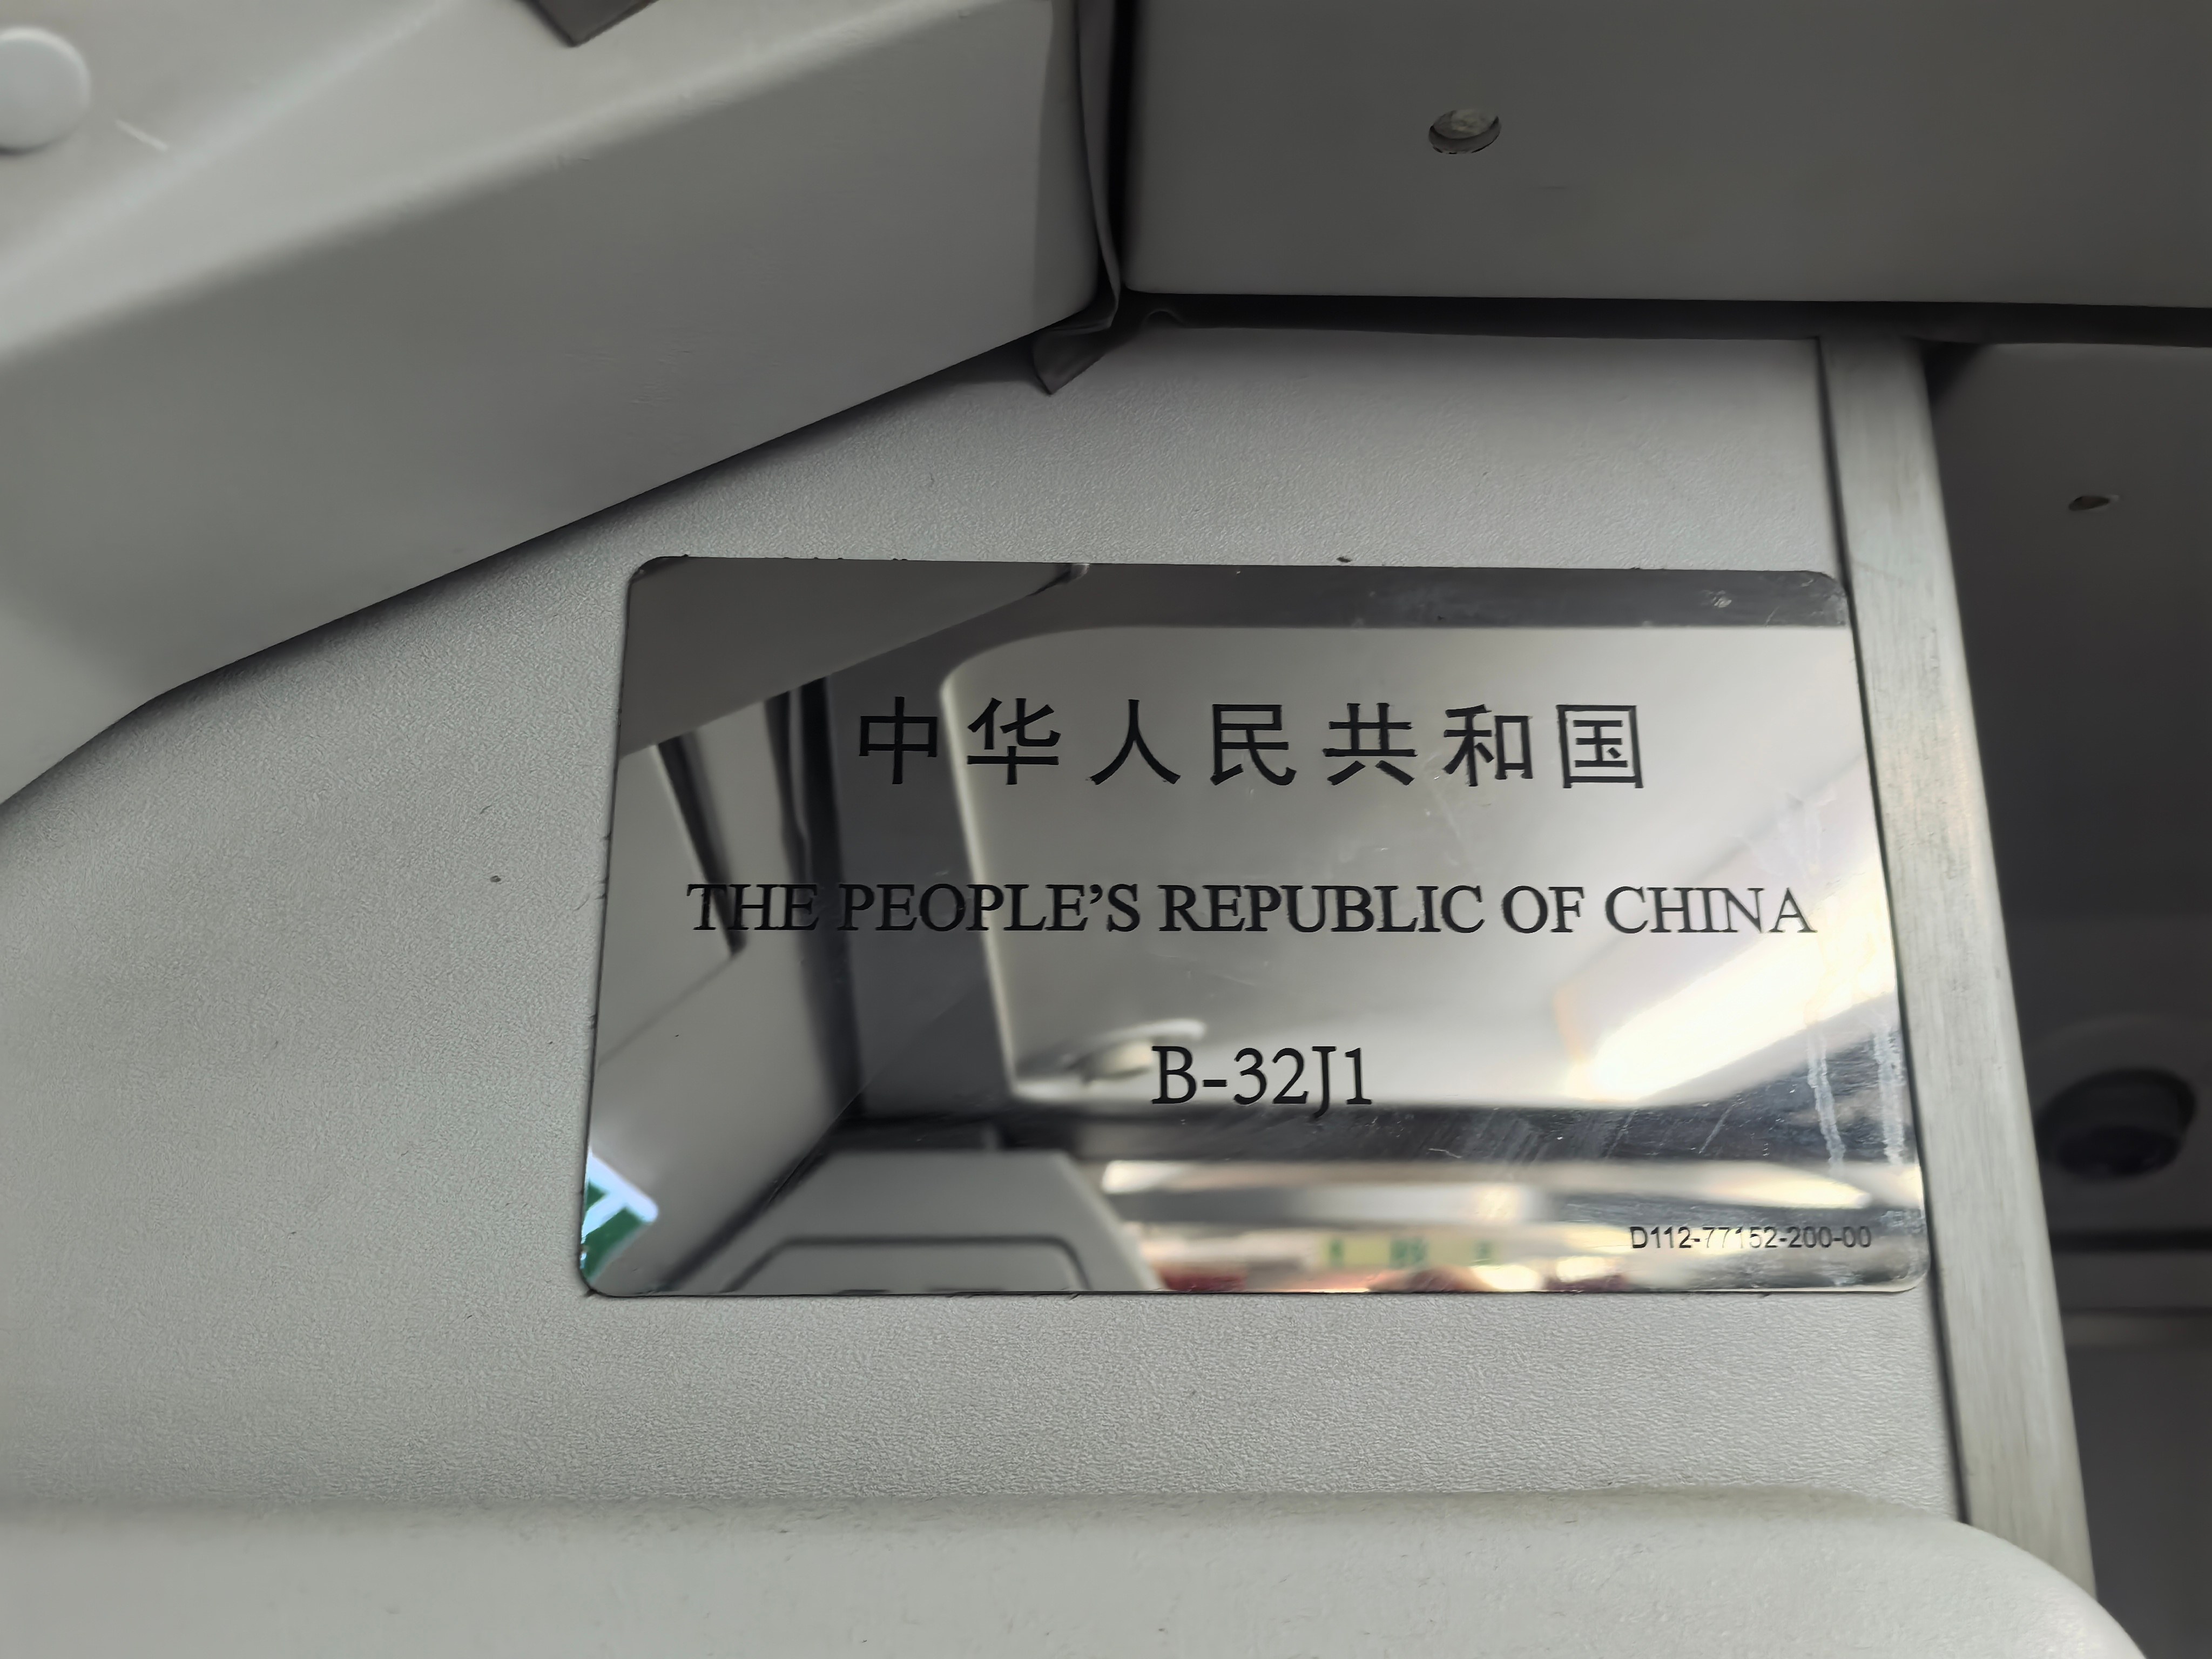 中华人民共和国
THE PEOPLE’S REPUBLIC OF CHINA
B-32J1
D112-77152-200-00